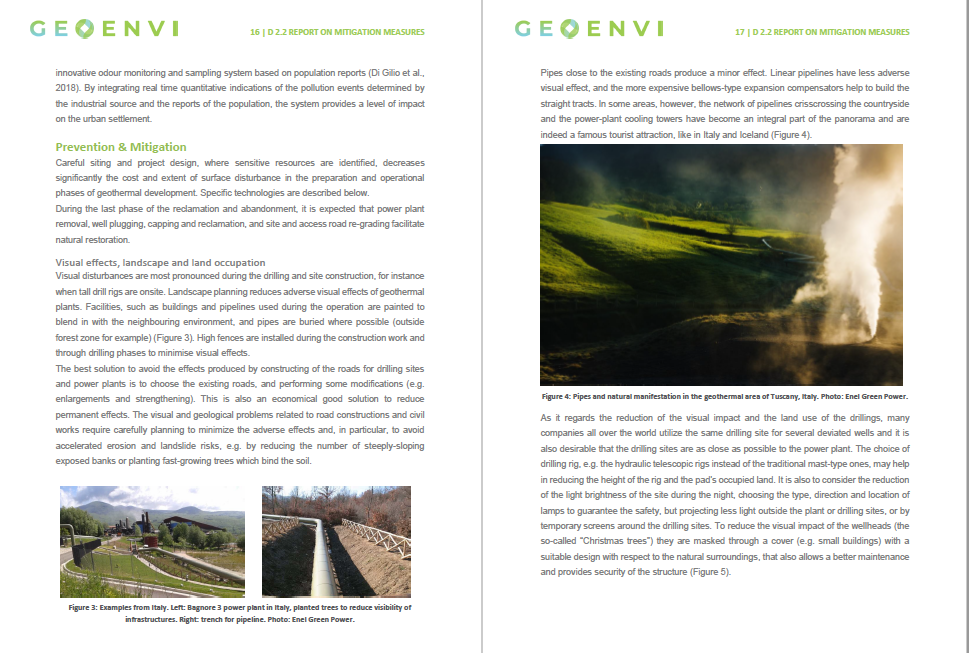 GEOENVI
16 | D 2.2 REPORT ON MITIGATION MEASURES
innovative odour monitoring and sampling system based on population reports (Di Gilio et al.,
2018). By integrating real time quantitative indications of the pollution events determined by
the industrial source and the reports of the population, the system provides a level of impact
on the urban settlement.
Prevention & Mitigation
Careful siting and project design, where sensitive resources are identified, decreases
significantly the cost and extent of surface disturbance in the preparation and operational
phases of geothermal development. Specific technologies are described below.
During the last phase of the reclamation and abandonment, it is expected that power plant
removal, well plugging, capping and reclamation, and site and access road re-grading facilitate
natural restoration.
Visual effects, landscape and land occupation
Visual disturbances are most pronounced during the drilling and site construction, for instance
when tall drill rigs are onsite. Landscape planning reduces adverse visual effects of geothermal
plants. Facilities, such as buildings and pipelines used during the operation are painted to
blend in with the neighbouring environment, and pipes are buried where possible (outside
forest zone for example) (Figure 3). High fences are installed during the construction work and
through drilling phases to minimise visual effects.
The best solution to avoid the effects produced by constructing of the roads for drilling sites
and power plants is to choose the existing roads, and performing some modifications (e.g.
enlargements and strengthening). This is also an economical good solution to reduce
permanent effects. The visual and geological problems related to road constructions and civil
works require carefully planning to minimize the adverse effects and, in particular, to avoid
accelerated erosion and landslide risks, e.g. by reducing the number of steeply-sloping
exposed banks or planting fast-growing trees which bind the soil.
Figure 3: Examples from Italy. Left: Bagnore 3 power plant in Italy, planted trees to reduce visibility of
infrastructures. Right: trench for pipeline. Photo: Enel Green Power.
GEOENVI
17 | D 2.2 REPORT ON MITIGATION MEASURES
Pipes close to the existing roads produce a minor effect. Linear pipelines have less adverse
visual effect, and the more expensive bellows-type expansion compensators help to build the
straight tracts. In some areas, however, the network of pipelines crisscrossing the countryside
and the power-plant cooling towers have become an integral part of the panorama and are
indeed a famous tourist attraction, like in Italy and Iceland (Figure 4).
Figure 4: Pipes and natural manifestation in the geothermal area of Tuscany, Italy. Photo: Enel Green Power.
As it regards the reduction of the visual impact and the land use of the drillings, many
companies all over the world utilize the same drilling site for several deviated wells and it is
also desirable that the drilling sites are as close as possible to the power plant. The choice of
drilling rig, e.g. the hydraulic telescopic rigs instead of the traditional mast-type ones, may help
in reducing the height of the rig and the pad's occupied land. It is also to consider the reduction
of the light brightness of the site during the night, choosing the type, direction and location of
lamps to guarantee the safety, but projecting less light outside the plant or drilling sites, or by
temporary screens around the drilling sites. To reduce the visual impact of the wellheads (the
so-called "Christmas trees") they are masked through a cover (e.g. small buildings) with a
suitable design with respect to the natural surroundings, that also allows a better maintenance
and provides security of the structure (Figure 5).